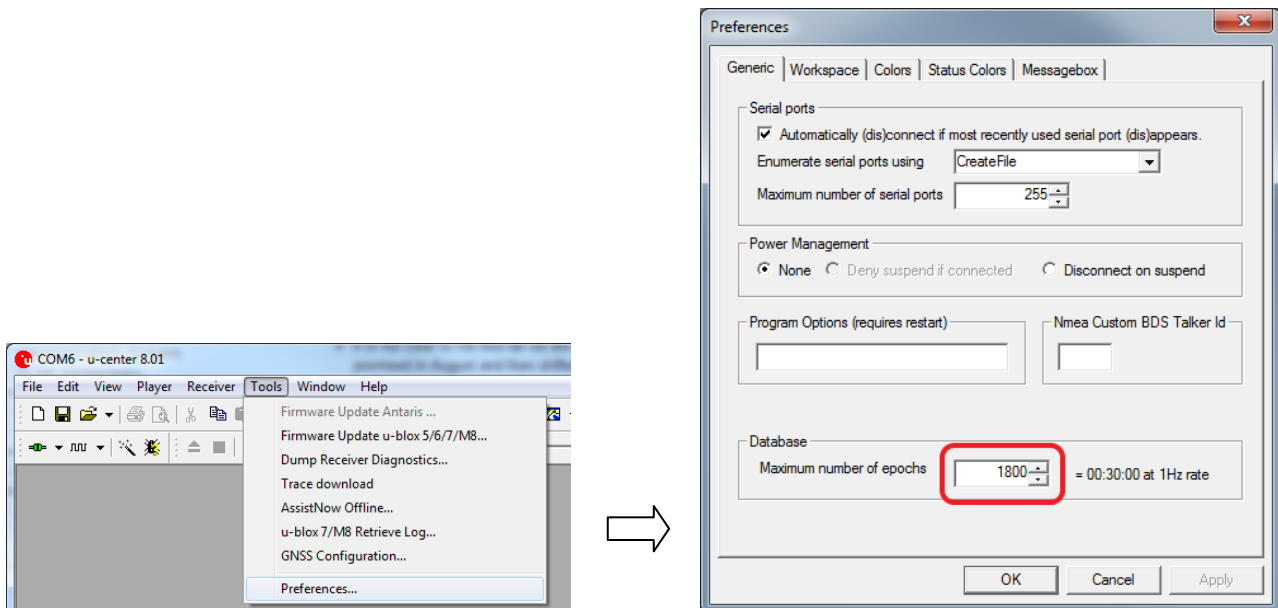 COM6 - u-center 8.01
File Edit View Player Receiver Tools Window Help
Firmware Update Antaris ...
Firmware Update u-blox 5/6/7/M8...
Dump Receiver Diagnostics...
Trace download
AssistNow Offline...
u-blox 7/M8 Retrieve Log...
GNSS Configuration...
Preferences...
Preferences
Generic Workspace Colors Status Colors Messagebox
Serial ports
Automatically (dis)connect if most recently used serial port (dis)appears.
Enumerate serial ports using CreateFile
Maximum number of serial ports 255
Power Management
None Deny suspend if connected Disconnect on suspend
Program Options (requires restart) Nmea Custom BDS Talker Id
Database
Maximum number of epochs 1800 = 00:30:00 at 1Hz rate
OK Cancel Apply